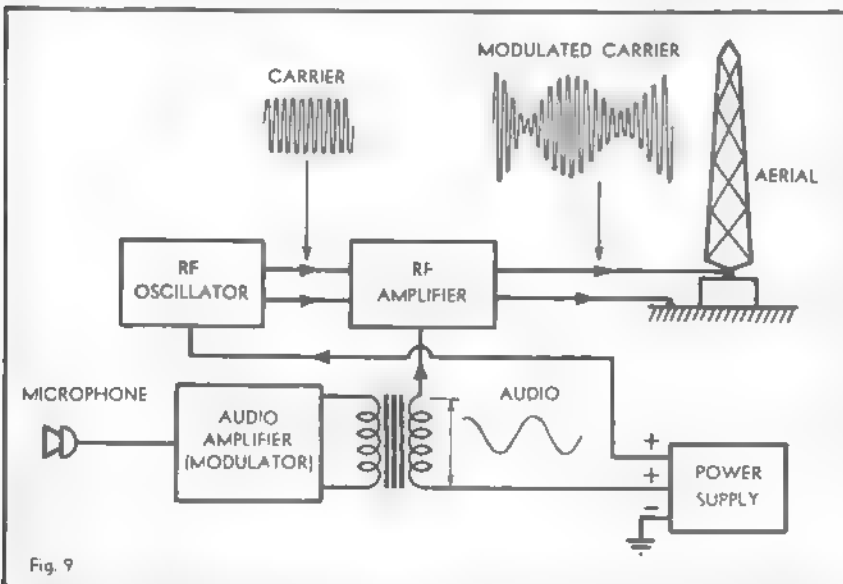 MODULATED CARRIER
CARRIER
AERIAL
RF
OSCILLATOR
RF
AMPLIFIER
MICROPHONE
AUDIO
AMPLIFIER
(MODULATOR)
AUDIO
+
+
−
POWER
SUPPLY
Fig. 9